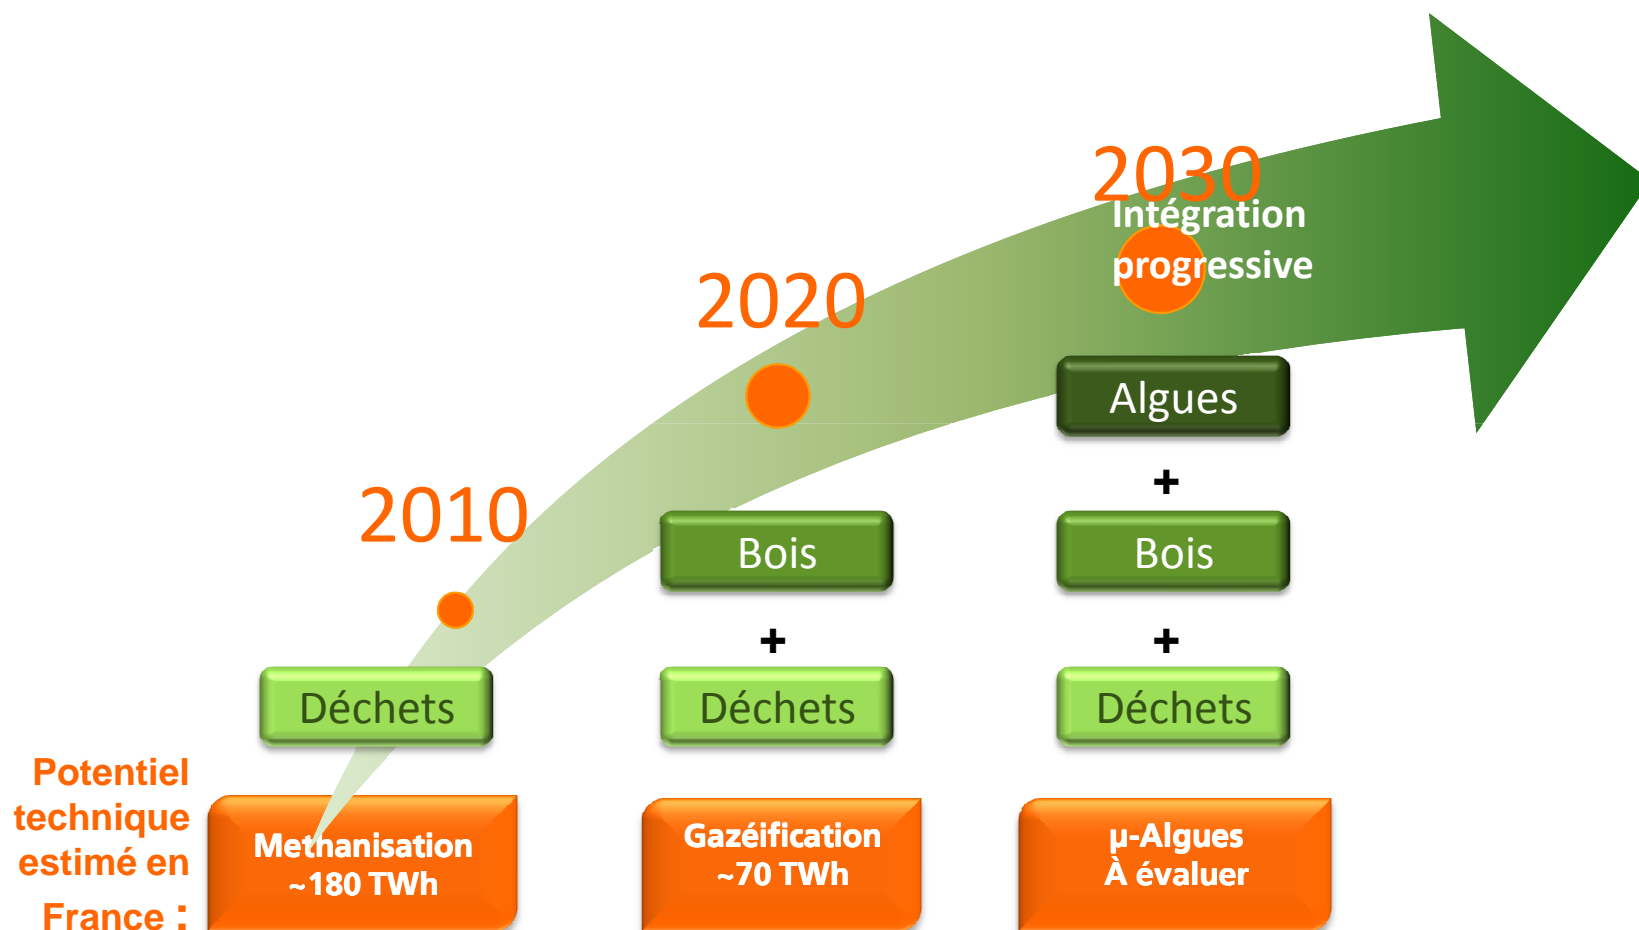 2030
Intégration
progressive
2020
2010
Algues
+
Bois
Bois
+
+
Déchets
Déchets
Déchets
Potentiel
technique
estimé en
France :
Methanisation
~180 TWh
Gazéification
~70 TWh
µ-Algues
À évaluer